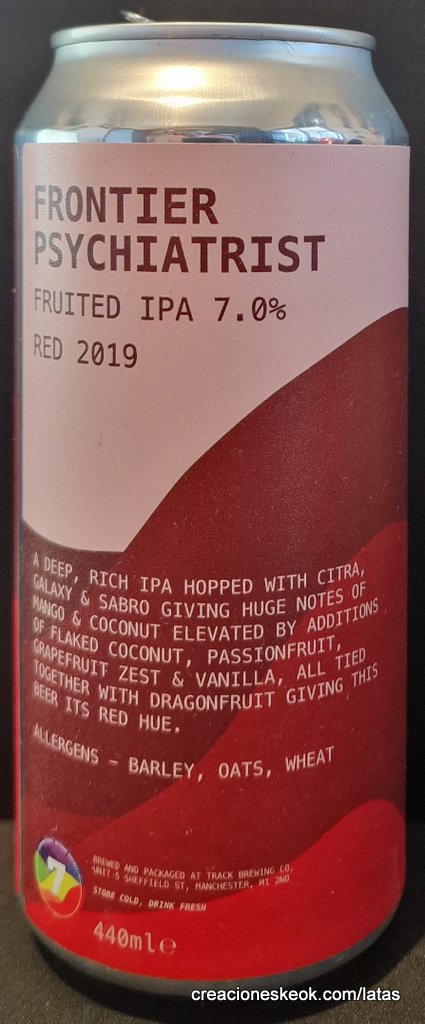 FRONTIER
PSYCHIATRIST
FRUITED IPA 7.0%
RED 2019
A DEEP, RICH IPA HOPPED WITH CITRA,
GALAXY & SABRO GIVING HUGE NOTES OF
MANGO & COCONUT ELEVATED BY ADDITIONS
OF FLAKED COCONUT, PASSIONFRUIT,
GRAPEFRUIT ZEST & VANILLA, ALL TIED
TOGETHER WITH DRAGONFRUIT GIVING THIS
BEER ITS RED HUE.
ALLERGENS - BARLEY, OATS, WHEAT
7
BREWED AND PACKAGED AT TRACK BREWING CO,
UNIT 5 SHEFFIELD ST, MANCHESTER, M1 2ND
STORE COLD, DRINK FRESH
440ml℮
creacioneskeok.com/latas